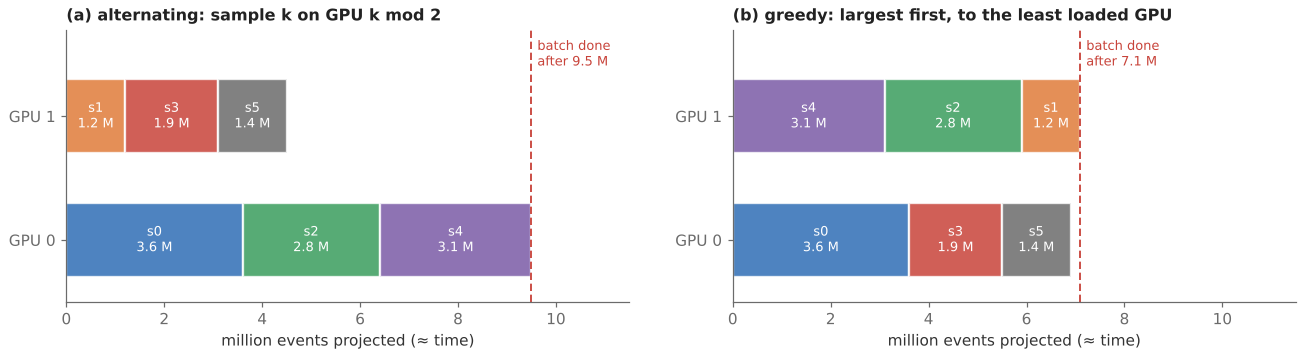 (a) alternating: sample k on GPU k mod 2
batch done
after 9.5 M
GPU 1
s1
1.2 M
s3
1.9 M
s5
1.4 M
GPU 0
s0
3.6 M
s2
2.8 M
s4
3.1 M
0 2 4 6 8 10
million events projected (≈ time)
(b) greedy: largest first, to the least loaded GPU
batch done
after 7.1 M
GPU 1
s4
3.1 M
s2
2.8 M
s1
1.2 M
GPU 0
s0
3.6 M
s3
1.9 M
s5
1.4 M
0 2 4 6 8 10
million events projected (≈ time)